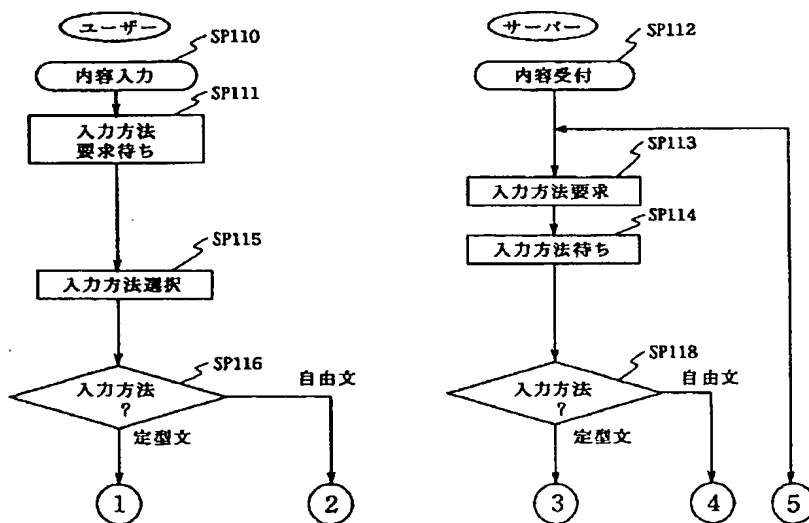 ユーザー
SP110
内容入力
SP111
入力方法
要求待ち
SP115
入力方法選択
SP116
入力方法
?
自由文
定型文
1
2
サーバー
SP112
内容受付
SP113
入力方法要求
SP114
入力方法待ち
SP118
入力方法
?
自由文
定型文
3
4
5